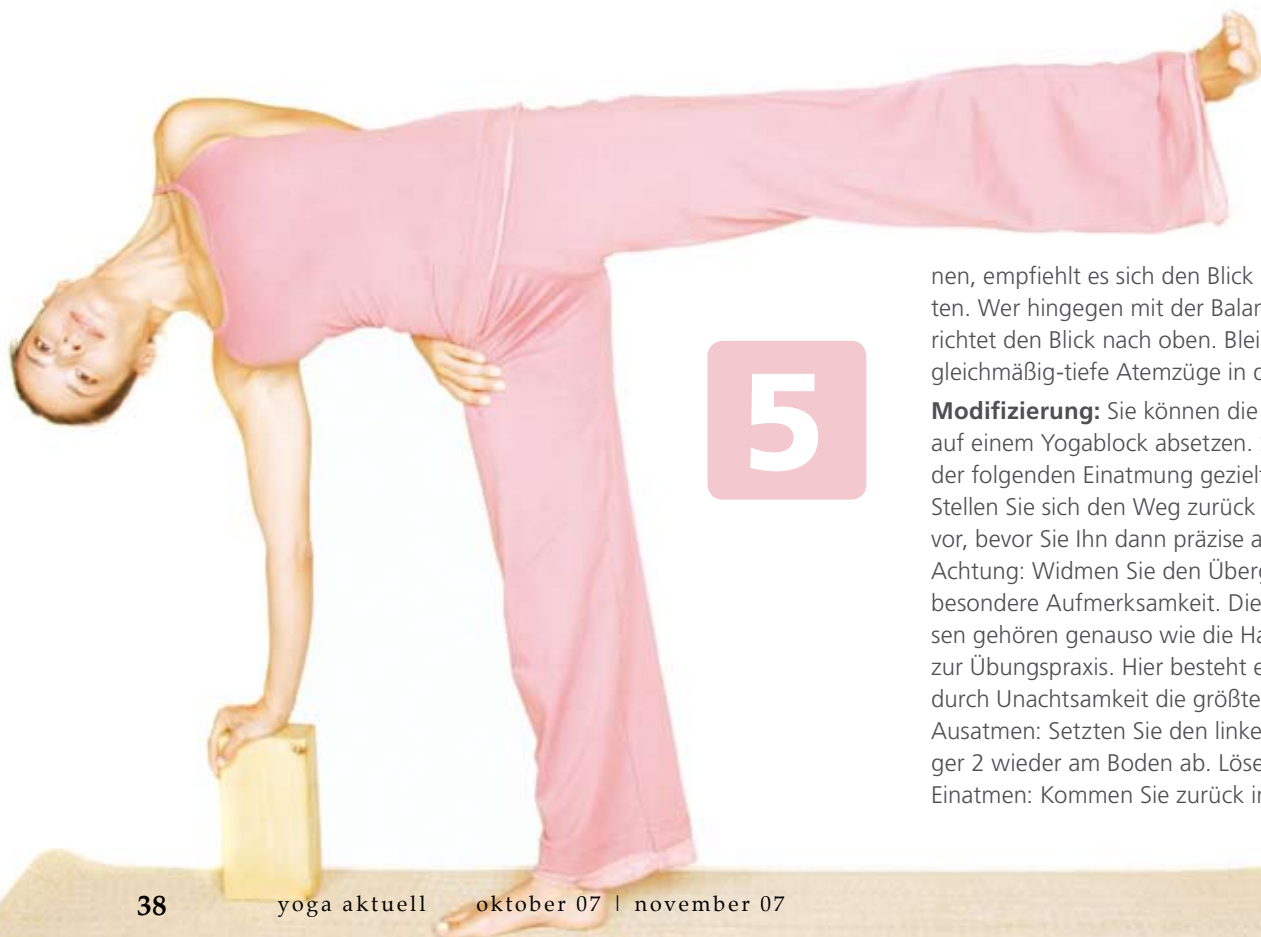 5
nen, empfiehlt es sich den Blick
ten. Wer hingegen mit der Balan
richtet den Blick nach oben. Blei
gleichmäßig-tiefe Atemzüge in d
Modifizierung: Sie können die
auf einem Yogablock absetzen.
der folgenden Einatmung geziel
Stellen Sie sich den Weg zurück
vor, bevor Sie Ihn dann präzise a
Achtung: Widmen Sie den Überg
besondere Aufmerksamkeit. Die
sen gehören genauso wie die Ha
zur Übungspraxis. Hier besteht e
durch Unachtsamkeit die größte
Ausatmen: Setzten Sie den linke
ger 2 wieder am Boden ab. Löse
Einatmen: Kommen Sie zurück in
38 yoga aktuell oktober 07 | november 07